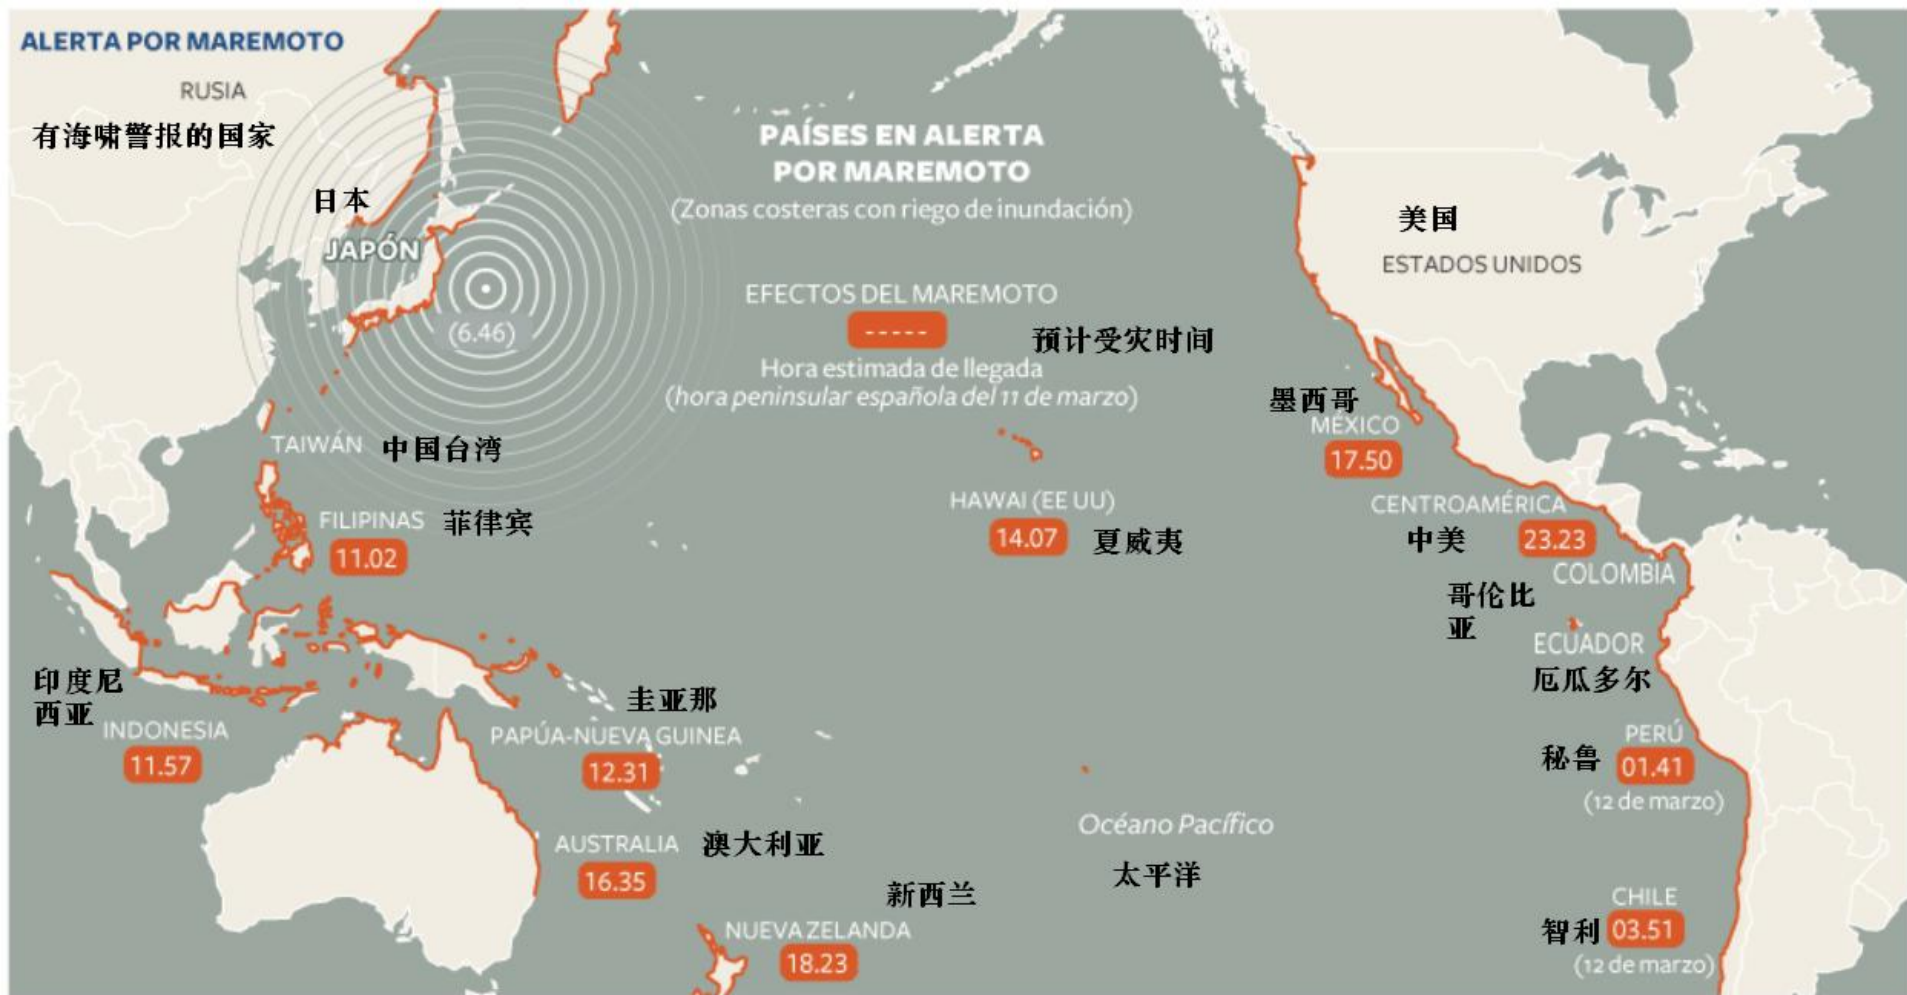 ALERTA POR MAREMOTO
RUSIA
有海啸警报的国家
日本
JAPÓN
(6.46)
PAÍSES EN ALERTA
POR MAREMOTO
(Zonas costeras con riego de inundación)
EFECTOS DEL MAREMOTO
-----
预计受灾时间
Hora estimada de llegada
(hora peninsular española del 11 de marzo)
美国
ESTADOS UNIDOS
墨西哥
MÉXICO
17.50
TAIWÁN 中国台湾
FILIPINAS 菲律宾
11.02
HAWAI (EE UU)
14.07 夏威夷
CENTROAMÉRICA
中美 23.23
COLOMBIA
哥伦比
亚
ECUADOR
厄瓜多尔
印度尼
西亚
INDONESIA
11.57
圭亚那
PAPÚA-NUEVA GUINEA
12.31
PERÚ
秘鲁 01.41
(12 de marzo)
AUSTRALIA 澳大利亚
16.35
Océano Pacífico
太平洋
新西兰
NUEVA ZELANDA
18.23
CHILE
智利 03.51
(12 de marzo)